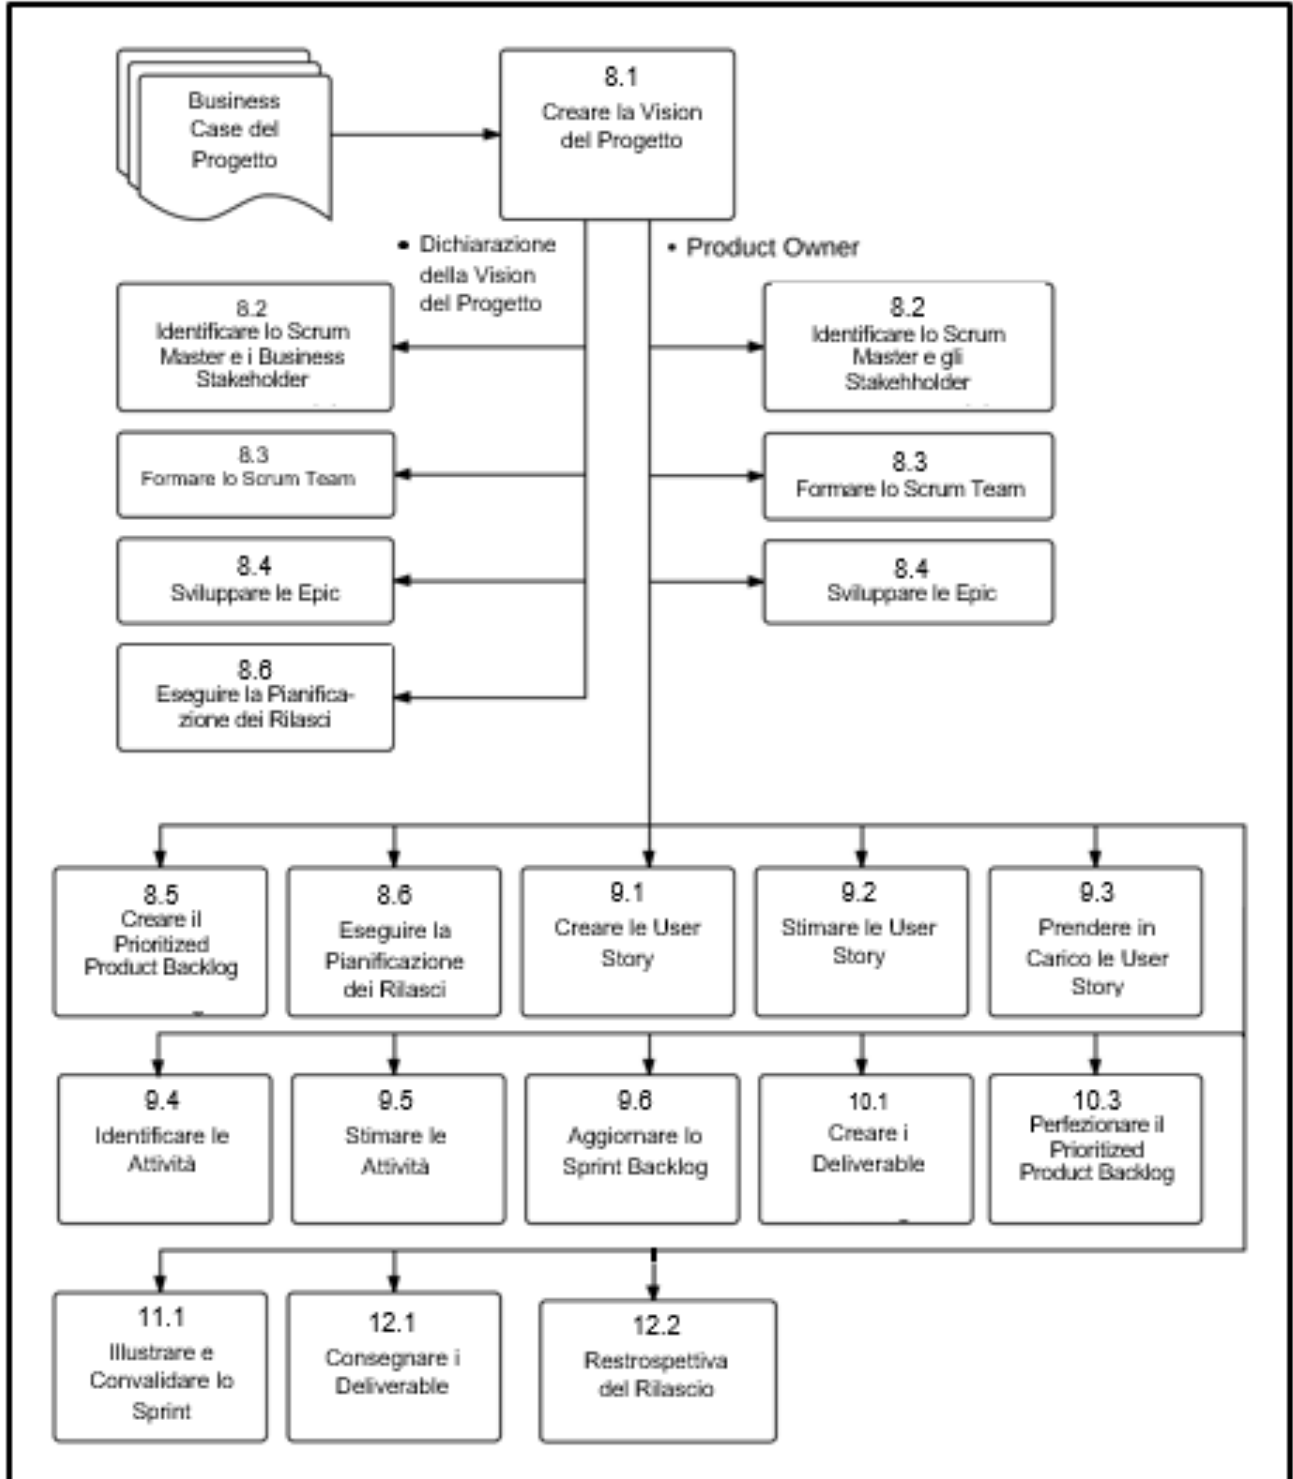 Business
Case del
Progetto
8.1
Creare la Vision
del Progetto
• Dichiarazione
della Vision
del Progetto
• Product Owner
8.2
Identificare lo Scrum
Master e i Business
Stakeholder
8.2
Identificare lo Scrum
Master e gli
Stakehholder
8.3
Formare lo Scrum Team
8.3
Formare lo Scrum Team
8.4
Sviluppare le Epic
8.4
Sviluppare le Epic
8.6
Eseguire la Pianifica-
zione dei Rilasci
8.5
Creare il
Prioritized
Product Backlog
8.6
Eseguire la
Pianificazione
dei Rilasci
9.1
Creare le User
Story
9.2
Stimare le User
Story
9.3
Prendere in
Carico le User
Story
9.4
Identificare le
Attività
9.5
Stimare le
Attività
9.6
Aggiornare lo
Sprint Backlog
10.1
Creare i
Deliverable
10.3
Perfezionare il
Prioritized
Product Backlog
11.1
Illustrare e
Convalidare lo
Sprint
12.1
Consegnare i
Deliverable
12.2
Restrospettiva
del Rilascio